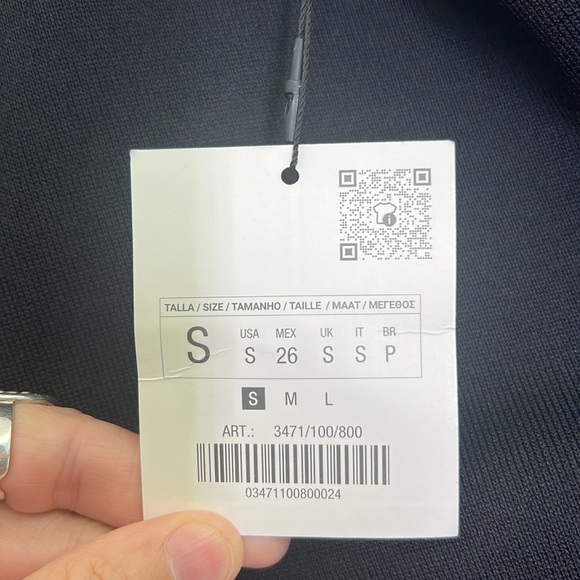 TALLA / SIZE / TAMANHO / TAILLE / MAAT / ΜΕΓΕΘΟΣ
S USA MEX UK IT BR
S 26 S S P
S M L
ART.: 3471/100/800
03471100800024